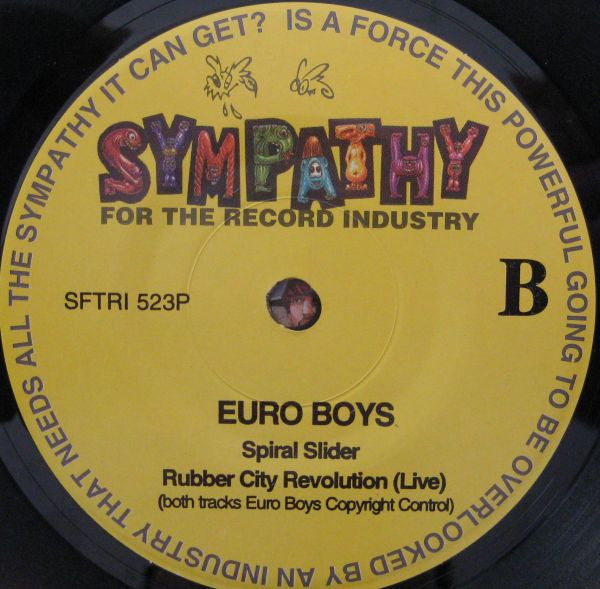 IS A FORCE THIS POWERFUL GOING TO BE OVERLOOKED BY AN INDUSTRY THAT NEEDS ALL THE SYMPATHY IT CAN GET?
SYMPATHY
FOR THE RECORD INDUSTRY
SFTRI 523P
B
EURO BOYS
Spiral Slider
Rubber City Revolution (Live)
(both tracks Euro Boys Copyright Control)